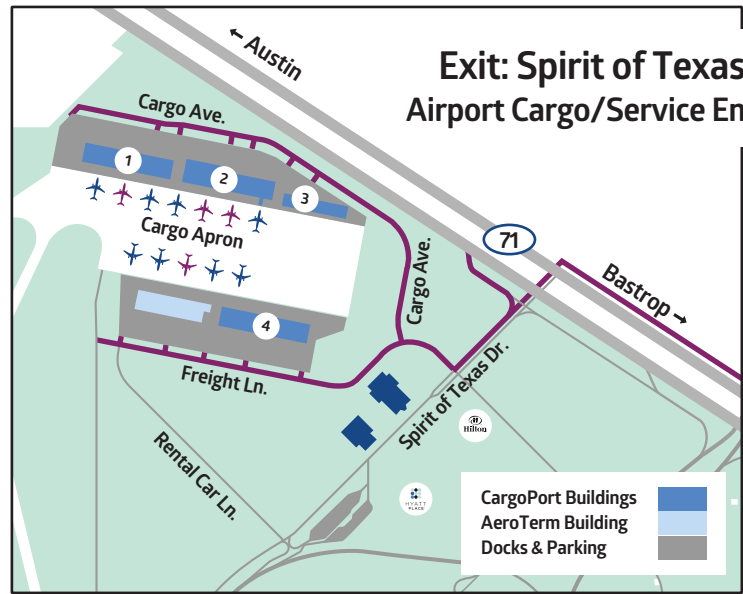 ← Austin
Exit: Spirit of Texas
Airport Cargo/Service En
Cargo Ave.
1
2
3
Cargo Apron
71
Cargo Ave.
Bastrop →
4
Freight Ln.
Spirit of Texas Dr.
Hilton
Rental Car Ln.
HYATT
PLACE
CargoPort Buildings
AeroTerm Building
Docks & Parking